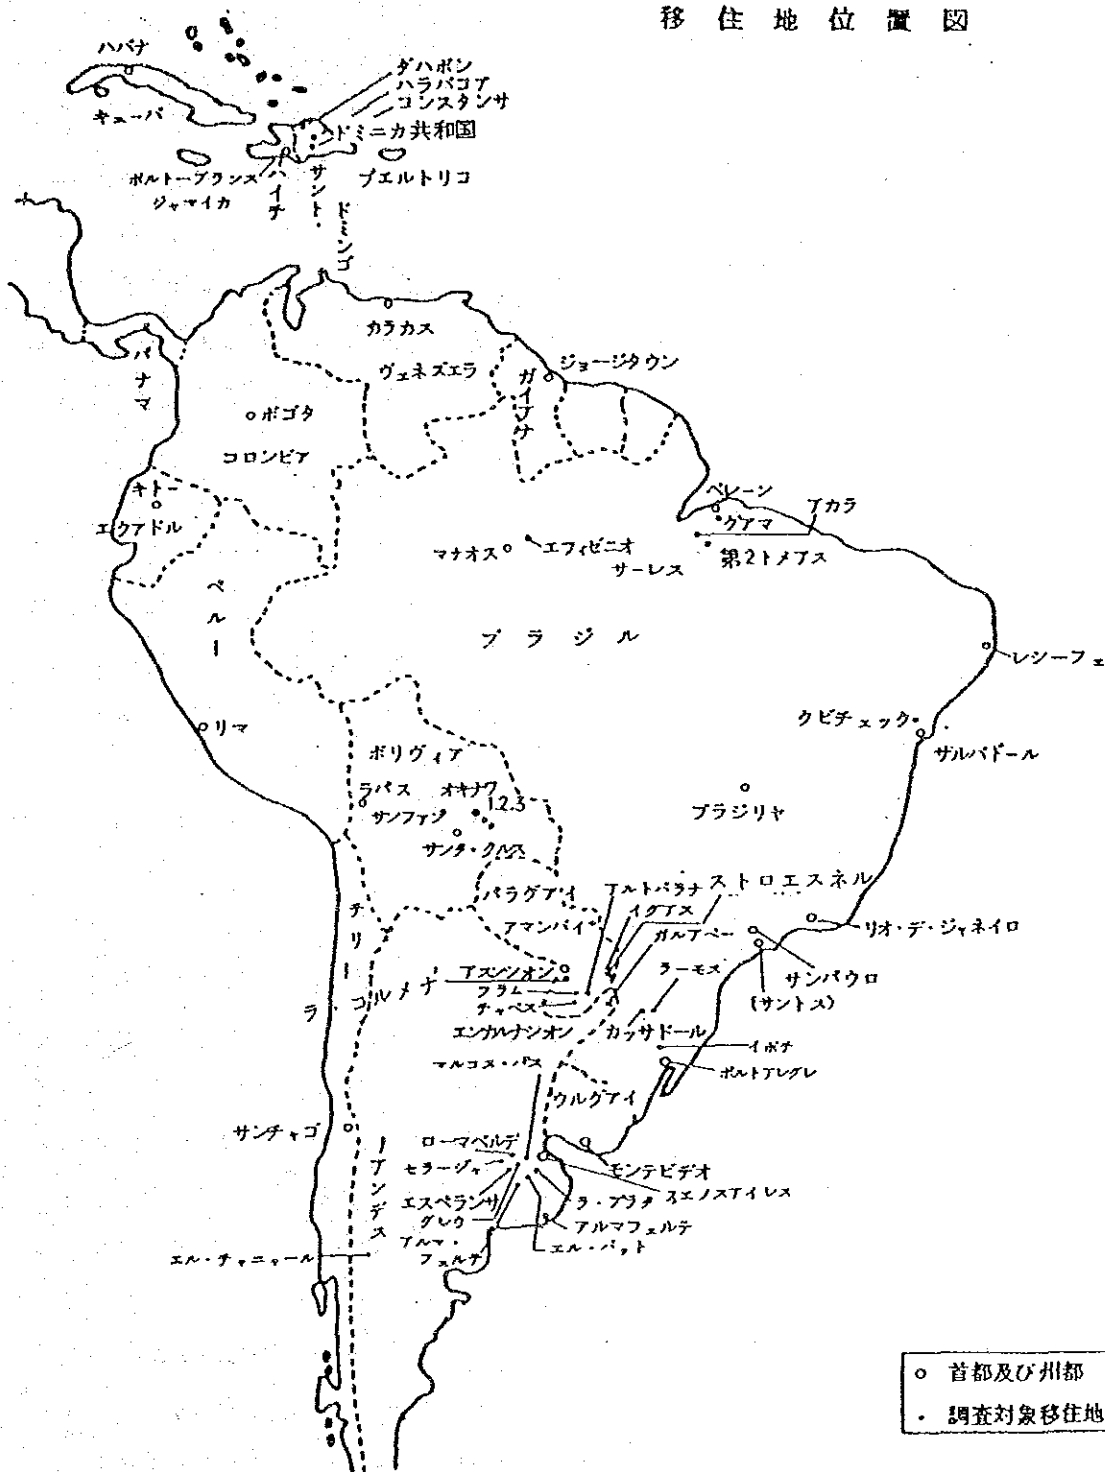 移住地位置図
ハバナ
キューバ
ダハボン
ハラバコア
コンスタンサ
ドミニカ共和国
ポルトープランス
ジャマイカ
ハイチ
サント・ドミンゴ
プエルトリコ
カラカス
ヴェネズエラ
ガイアナ
ジョージタウン
パナマ
ボゴタ
コロンビア
キトー
エクアドル
ベレーン
グアマ
アカラ
第2トメアス
マナオス
エフィゼニオ
サーレス
ペルー
ブラジル
レシーフェ
リマ
クビチェック
サルバドール
ボリヴィア
ラパス
オキナワ
1.2.3
サンファン
サンタ・クルス
ブラジリヤ
パラグアイ
アマンバイ
アルトパラナ
ストロエスネル
イグアス
ガルアペー
リオ・デ・ジャネイロ
サンパウロ
(サントス)
チリー
アスンシオン
ラ・コルメナ
フラム
チャベス
エンカルナシオン
ラーモス
カッサドール
イボチ
ポルトアレグレ
マルコス・パス
ウルグアイ
サンチャゴ
ローマベルデ
セラージャ
モンテビデオ
ブエノスアイレス
アンデス
エスペランサ
グレウ
ラ・プラタ
アルマフェルテ
アルマ・
フェルテ
エル・パット
エル・チャニャール
首都及び州都
調査対象移住地